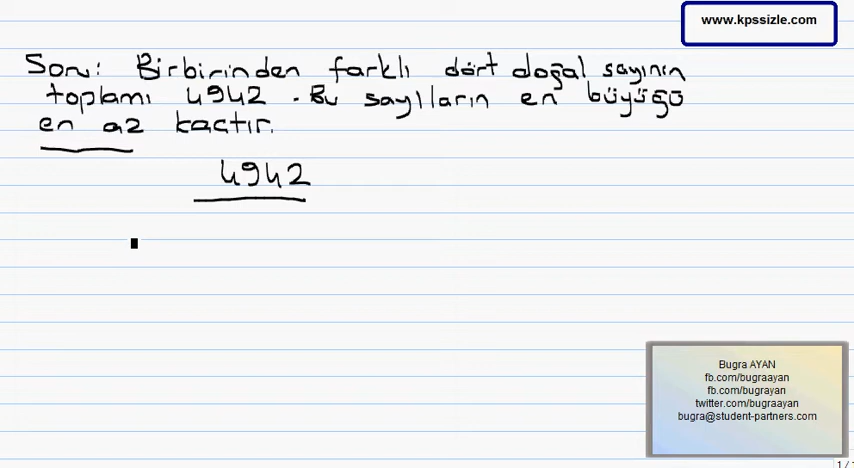 www.kpssizle.com
Soru: Birbirinden farklı dört doğal sayının
toplamı 4942. Bu sayıların en büyüğü
en az kaçtır.
4942
Bugra AYAN
fb.com/bugraayan
fb.com/bugrayan
twitter.com/bugraayan
bugra@student-partners.com